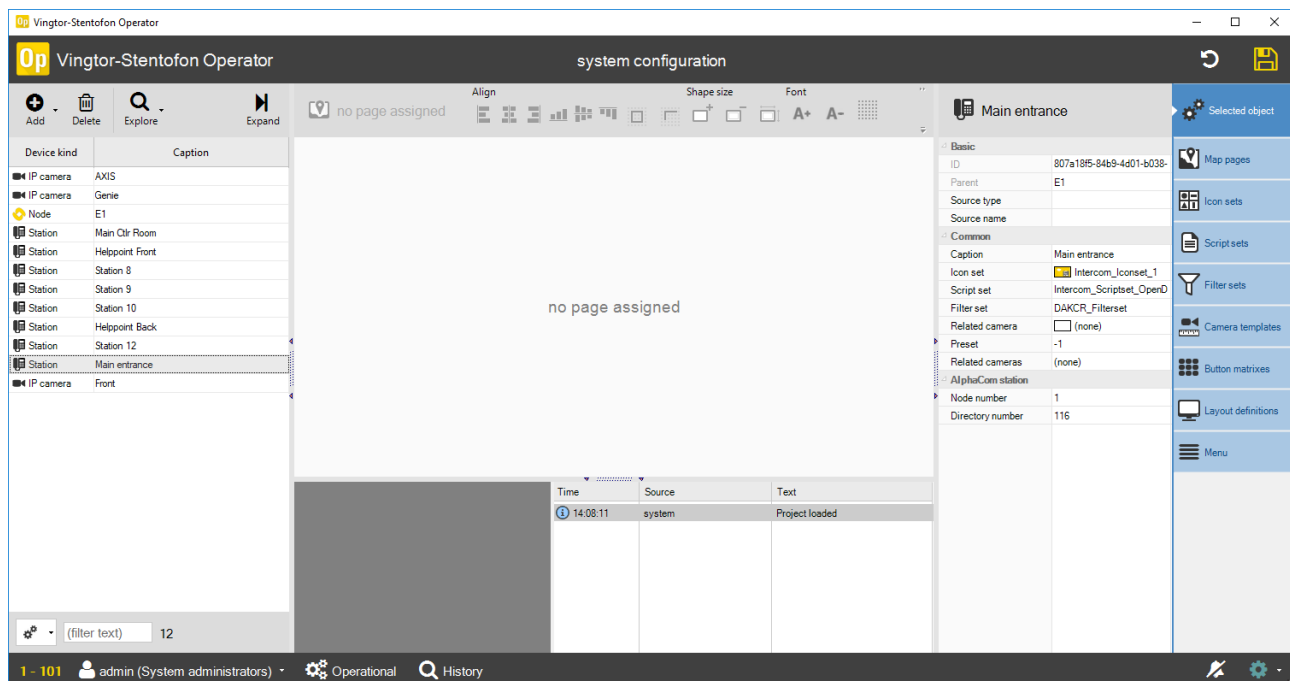 Op Vingtor-Stentofon Operator
Op Vingtor-Stentofon Operator
system configuration
Add
Delete
Explore
Expand
no page assigned
Align
Shape size
Font
A+ A-
Main entrance
Selected object
Device kind Caption
IP camera AXIS
IP camera Genie
Node E1
Station Main Ctlr Room
Station Helppoint Front
Station Station 8
Station Station 9
Station Station 10
Station Helppoint Back
Station Station 12
Station Main entrance
IP camera Front
(filter text) 12
no page assigned
Time Source Text
14:08:11 system Project loaded
Basic
ID 807a18f5-84b9-4d01-b038-
Parent E1
Source type
Source name
Common
Caption Main entrance
Icon set Intercom_Iconset_1
Script set Intercom_Scriptset_OpenD
Filter set DAKCR_Filterset
Related camera (none)
Preset -1
Related cameras (none)
AlphaCom station
Node number 1
Directory number 116
Map pages
Icon sets
Script sets
Filter sets
Camera templates
Button matrixes
Layout definitions
Menu
1 - 101 admin (System administrators) Operational History